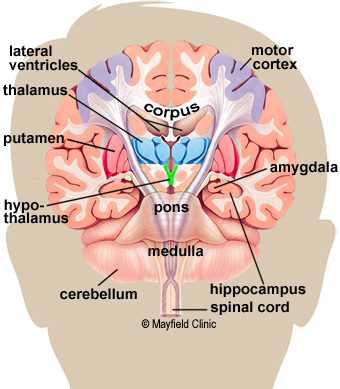 lateral
ventricles
motor
cortex
thalamus
corpus
putamen
amygdala
hypo-
thalamus
pons
medulla
cerebellum
hippocampus
spinal cord
© Mayfield Clinic